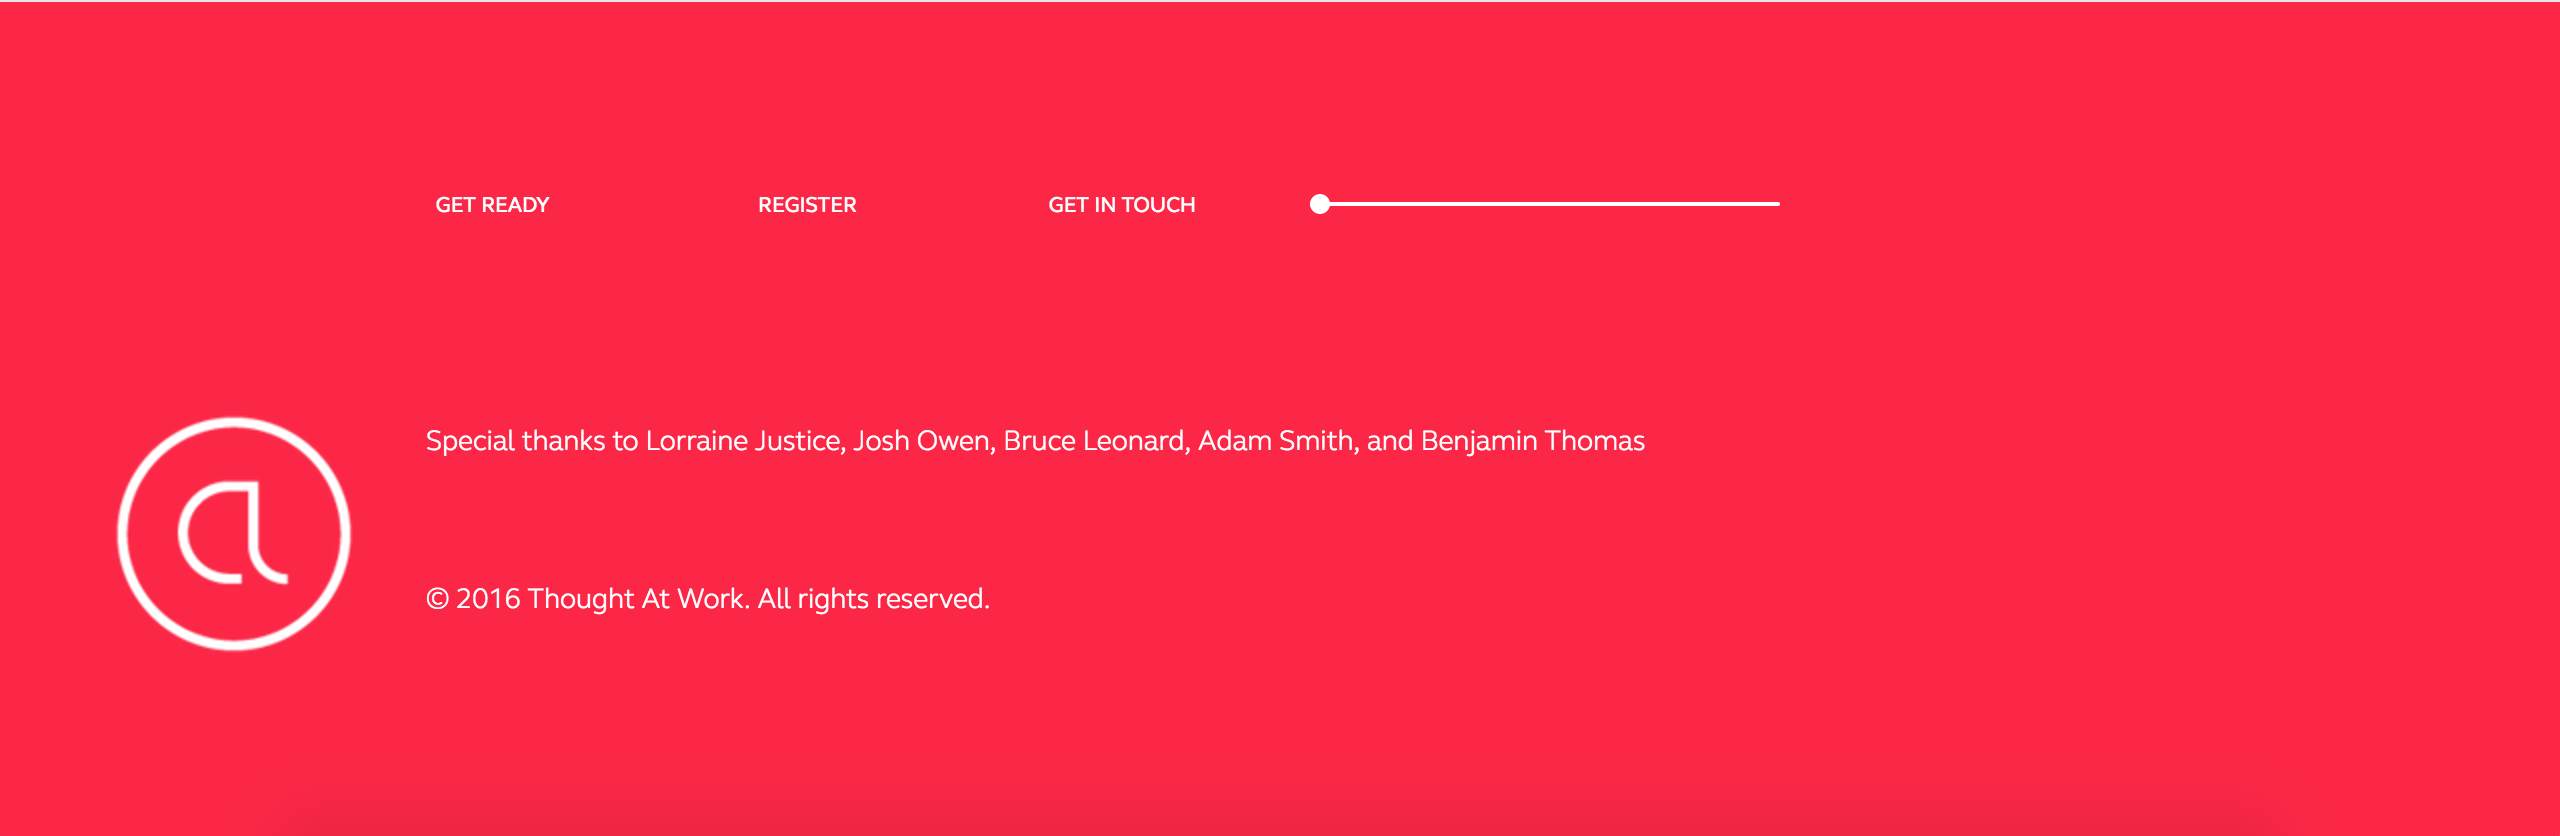 GET READY
REGISTER
GET IN TOUCH
Special thanks to Lorraine Justice, Josh Owen, Bruce Leonard, Adam Smith, and Benjamin Thomas
a
© 2016 Thought At Work. All rights reserved.